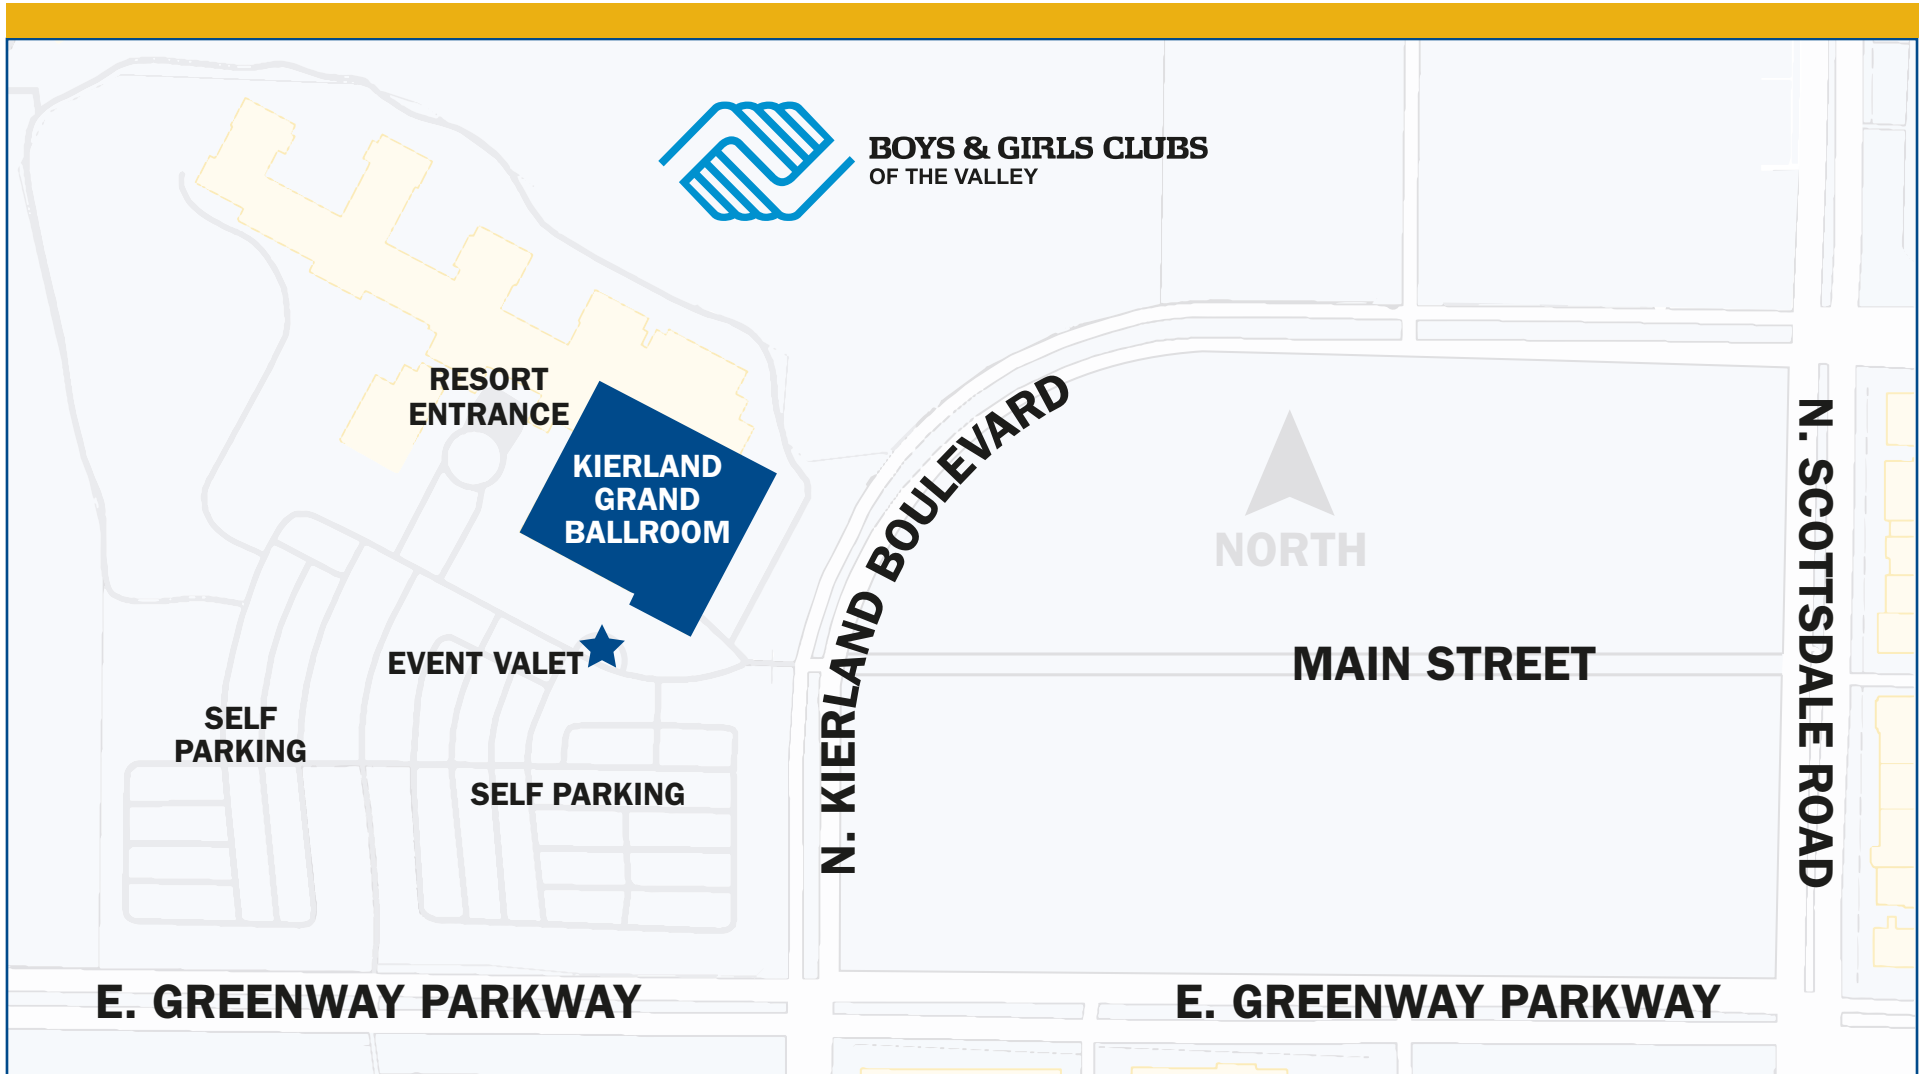 BOYS & GIRLS CLUBS
OF THE VALLEY
RESORT
ENTRANCE
KIERLAND
GRAND
BALLROOM
N. KIERLAND BOULEVARD
NORTH
N. SCOTTSDALE ROAD
EVENT VALET
MAIN STREET
SELF
PARKING
SELF PARKING
E. GREENWAY PARKWAY
E. GREENWAY PARKWAY